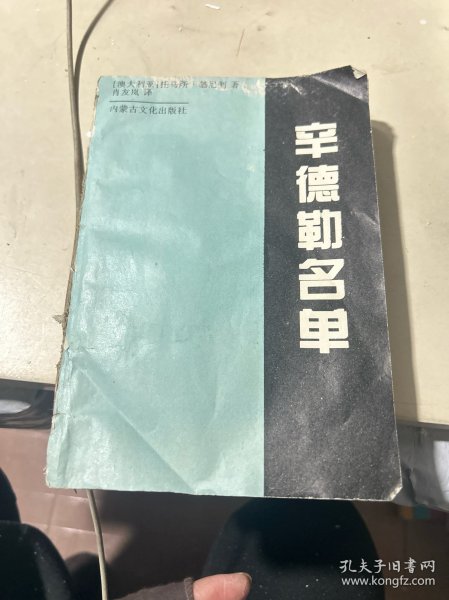 [澳大利亚]托马斯·基尼利 著
肖友岚 译
内蒙古文化出版社
辛德勒名单
孔夫子旧书网
www.kongfz.com